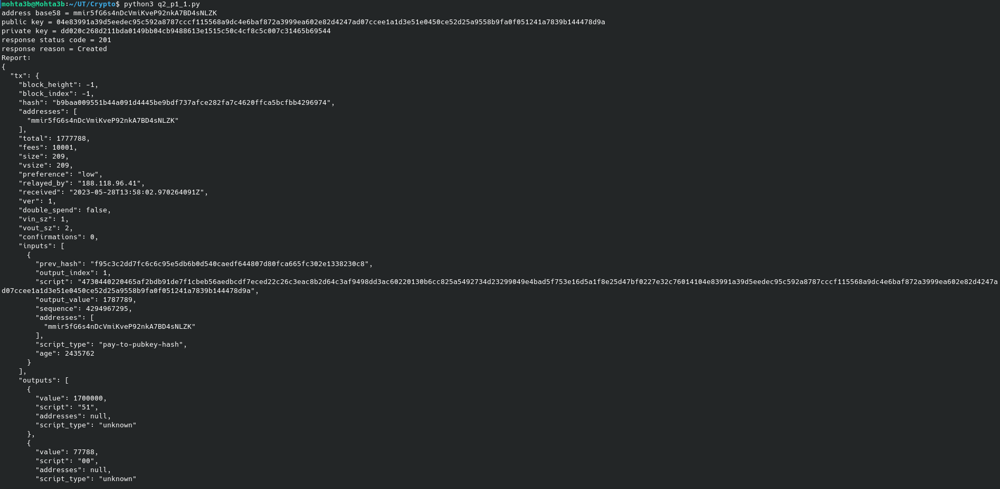 mohta3b@Mohta3b:~/UT/Crypto$ python3 q2_p1_1.py
address base58 = mmir5fG6s4nDcVmiKveP92nkA7BD4sNLZK
public key = 04e83991a39d5eedec95c592a8787cccf115568a9dc4e6baf872a3999ea602e82d4247ad07ccee1a1d3e51e0450ce52d25a9558b9fa0f051241a7839b144478d9a
private key = dd020c268d211bda0149bb04cb9488613e1515c50c4cf8c5c007c31465b69544
response status code = 201
response reason = Created
Report:
{
  "tx": {
    "block_height": -1,
    "block_index": -1,
    "hash": "b9baa009551b44a091d4445be9bdf737afce282fa7c4620ffca5bcfbb4296974",
    "addresses": [
      "mmir5fG6s4nDcVmiKveP92nkA7BD4sNLZK"
    ],
    "total": 1777788,
    "fees": 10001,
    "size": 209,
    "vsize": 209,
    "preference": "low",
    "relayed_by": "188.118.96.41",
    "received": "2023-05-28T13:58:02.970264091Z",
    "ver": 1,
    "double_spend": false,
    "vin_sz": 1,
    "vout_sz": 2,
    "confirmations": 0,
    "inputs": [
      {
        "prev_hash": "f95c3c2dd7fc6c6c95e5db6b0d540caedf644807d80fca665fc302e1338230c8",
        "output_index": 1,
        "script": "4730440220465af2bdb91de7f1cbeb56aedbcdf7eced22c26c3eac8b2d64c3af9498dd3ac60220130b6cc825a5492734d23299049e4bad5f753e16d5a1f8e25d47bf0227e32c76014104e83991a39d5eedec95c592a8787cccf115568a9dc4e6baf872a3999ea602e82d4247a
d07ccee1a1d3e51e0450ce52d25a9558b9fa0f051241a7839b144478d9a",
        "output_value": 1787789,
        "sequence": 4294967295,
        "addresses": [
          "mmir5fG6s4nDcVmiKveP92nkA7BD4sNLZK"
        ],
        "script_type": "pay-to-pubkey-hash",
        "age": 2435762
      }
    ],
    "outputs": [
      {
        "value": 1700000,
        "script": "51",
        "addresses": null,
        "script_type": "unknown"
      },
      {
        "value": 77788,
        "script": "00",
        "addresses": null,
        "script_type": "unknown"